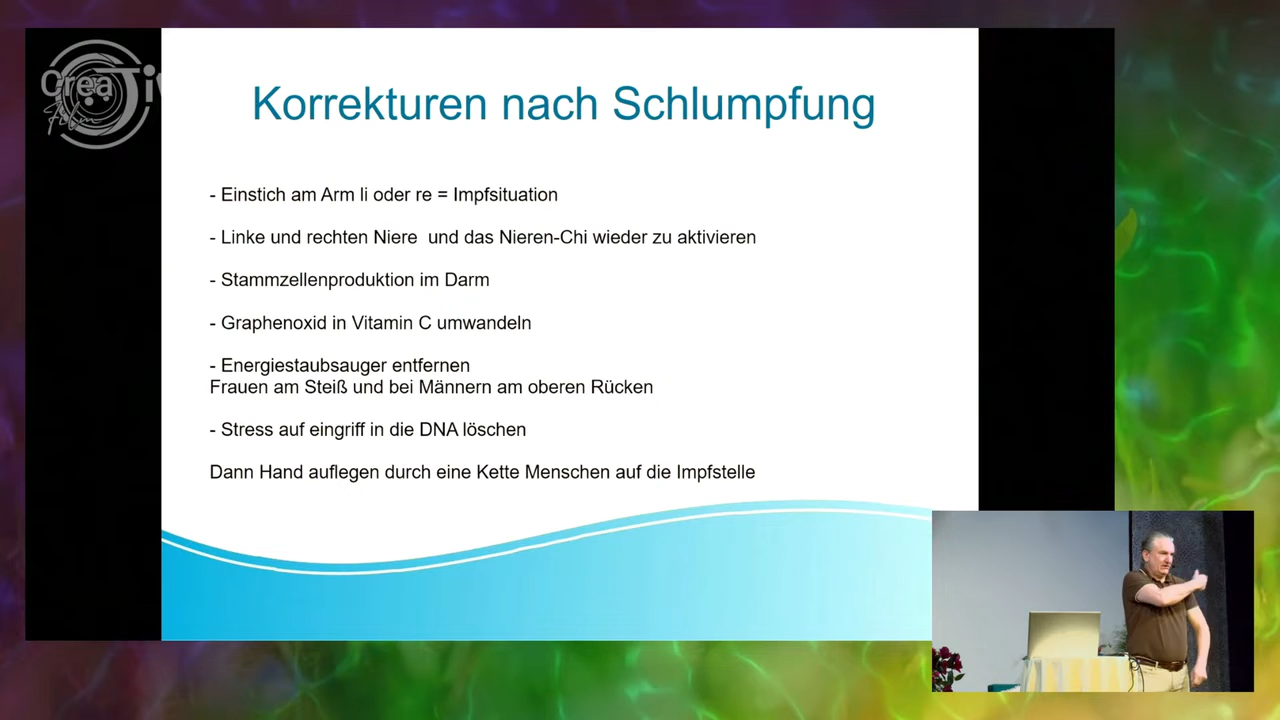 CreaTiv
Film
Korrekturen nach Schlumpfung
- Einstich am Arm li oder re = Impfsituation
- Linke und rechten Niere und das Nieren-Chi wieder zu aktivieren
- Stammzellenproduktion im Darm
- Graphenoxid in Vitamin C umwandeln
- Energiestaubsauger entfernen
Frauen am Steiß und bei Männern am oberen Rücken
- Stress auf eingriff in die DNA löschen
Dann Hand auflegen durch eine Kette Menschen auf die Impfstelle